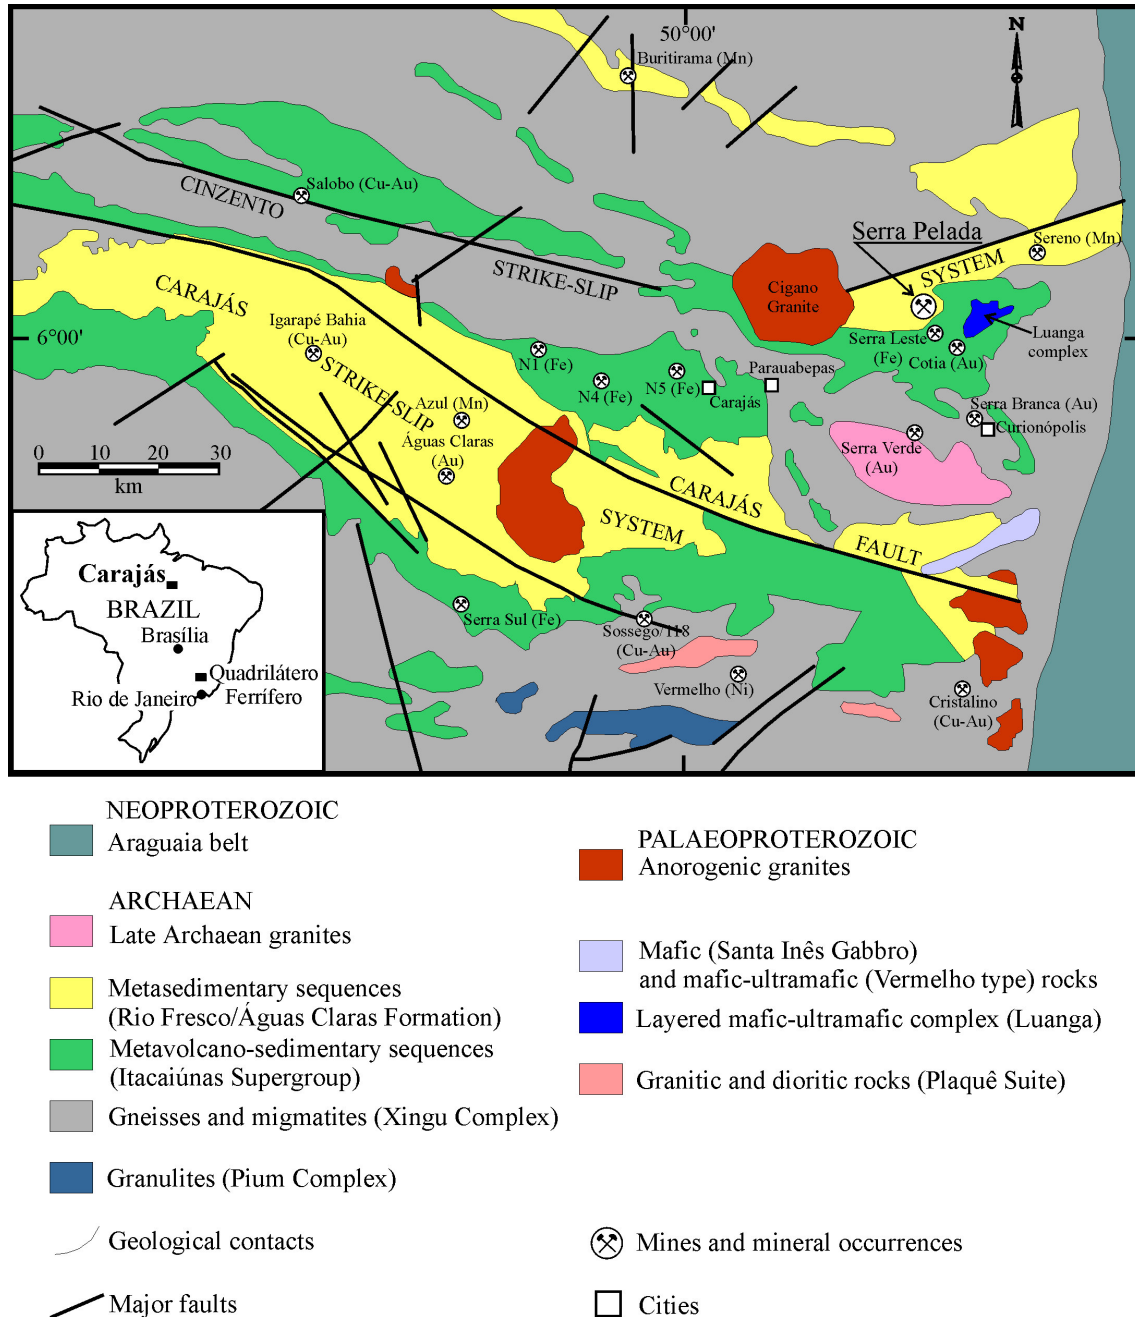 50°00'
N
Buritirama (Mn)
Salobo (Cu-Au)
CINZENTO
STRIKE-SLIP
SYSTEM
Serra Pelada
Sereno (Mn)
Cigano
Granite
CARAJÁS
6°00'
Igarapé Bahia
(Cu-Au)
STRIKE-SLIP
N1 (Fe)
N4 (Fe)
N5 (Fe)
Carajás
Parauabepas
Serra Leste
(Fe)
Cotia (Au)
Luanga
complex
Azul (Mn)
Águas Claras
(Au)
Serra Branca (Au)
Curionópolis
Serra Verde
(Au)
0 10 20 30
km
SYSTEM
CARAJÁS
FAULT
Serra Sul (Fe)
Sossego/118
(Cu-Au)
Vermelho (Ni)
Cristalino
(Cu-Au)
Carajás
BRAZIL
Brasília
Quadrilátero
Ferrífero
Rio de Janeiro
NEOPROTEROZOIC
Araguaia belt
ARCHAEAN
Late Archaean granites
Metasedimentary sequences
(Rio Fresco/Águas Claras Formation)
Metavolcano-sedimentary sequences
(Itacaiúnas Supergroup)
Gneisses and migmatites (Xingu Complex)
Granulites (Pium Complex)
Geological contacts
Major faults
PALAEOPROTEROZOIC
Anorogenic granites
Mafic (Santa Inês Gabbro)
and mafic-ultramafic (Vermelho type) rocks
Layered mafic-ultramafic complex (Luanga)
Granitic and dioritic rocks (Plaquê Suite)
Mines and mineral occurrences
Cities